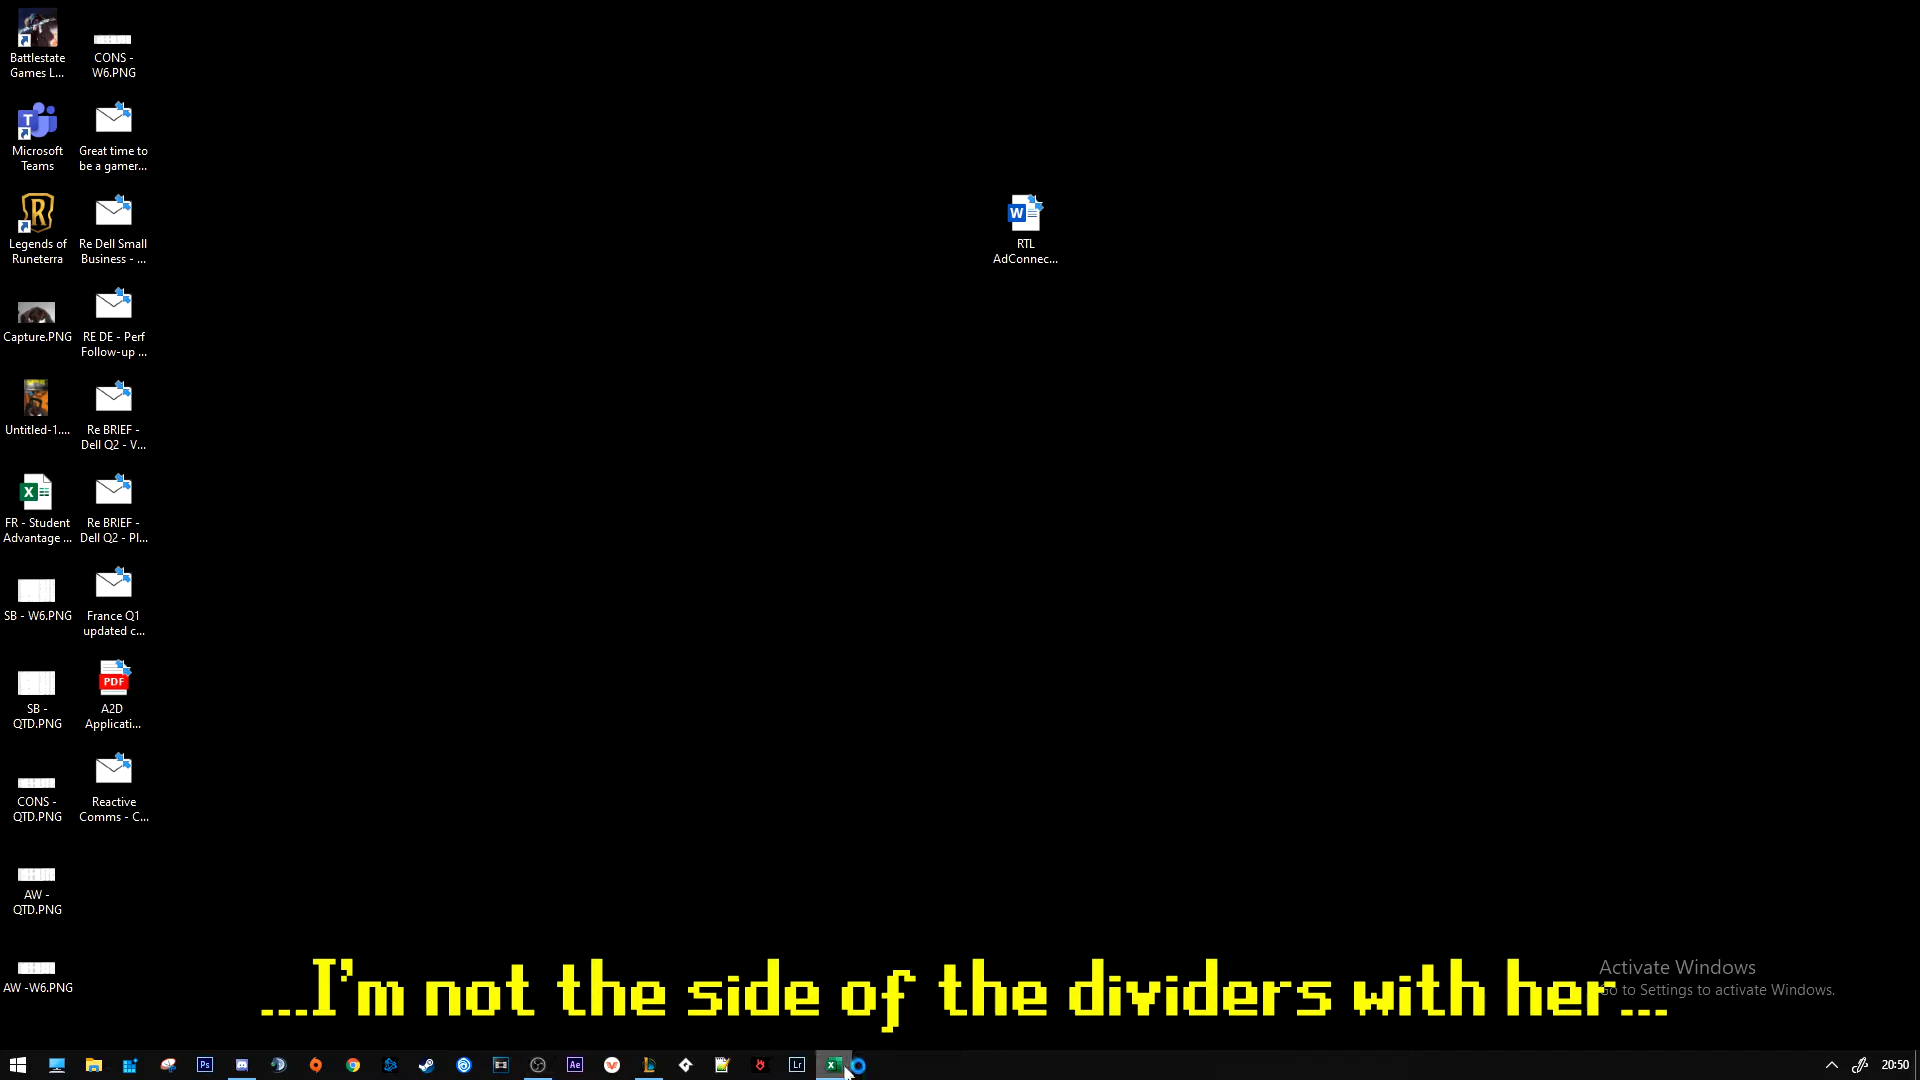 Battlestate
Games L...
CONS -
W6.PNG
Microsoft
Teams
Great time to
be a gamer...
Legends of
Runeterra
Re Dell Small
Business - ...
RTL
AdConnec...
Capture.PNG
RE DE - Perf
Follow-up ...
Untitled-1....
Re BRIEF -
Dell Q2 - V...
FR - Student
Advantage ...
Re BRIEF -
Dell Q2 - Pl...
SB - W6.PNG
France Q1
updated c...
SB -
QTD.PNG
PDF
A2D
Applicati...
CONS -
QTD.PNG
Reactive
Comms - C...
AW -
QTD.PNG
AW -W6.PNG
...I'm not the side of the dividers with her...
Activate Windows
Go to Settings to activate Windows.
20:50